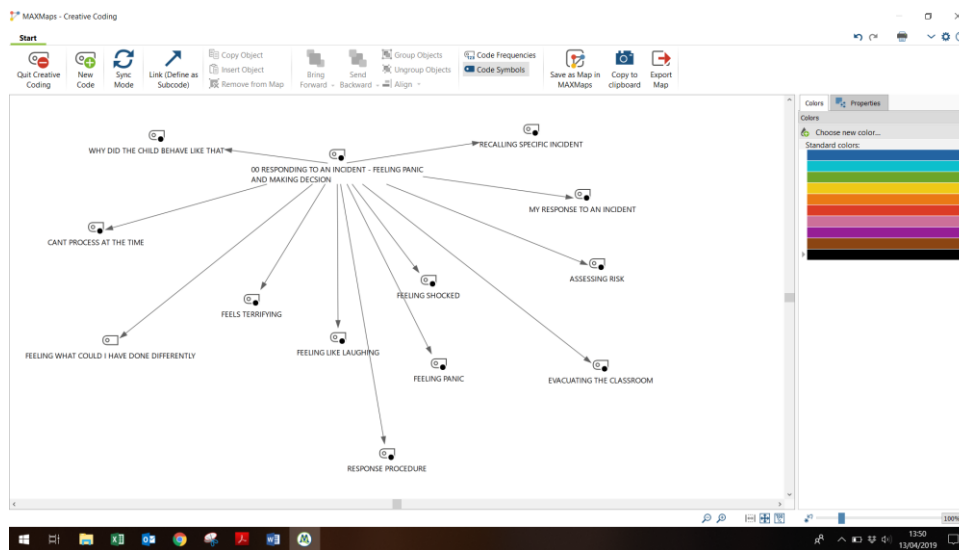 MAXMaps - Creative Coding
Start
Quit Creative
Coding
New
Code
Sync
Mode
Link (Define as
Subcode)
Copy Object
Insert Object
Remove from Map
Bring
Forward
Send
Backward
Group Objects
Ungroup Objects
Align
Code Frequencies
Code Symbols
Save as Map in
MAXMaps
Copy to
clipboard
Export
Map
WHY DID THE CHILD BEHAVE LIKE THAT
RECALLING SPECIFIC INCIDENT
00 RESPONDING TO AN INCIDENT - FEELING PANIC
AND MAKING DECSION
MY RESPONSE TO AN INCIDENT
CANT PROCESS AT THE TIME
ASSESSING RISK
FEELING SHOCKED
FEELS TERRIFYING
FEELING LIKE LAUGHING
FEELING WHAT COULD I HAVE DONE DIFFERENTLY
FEELING PANIC
EVACUATING THE CLASSROOM
RESPONSE PROCEDURE
Colors
Properties
Colors
Choose new color...
Standard colors:
100%
13:50
13/04/2019